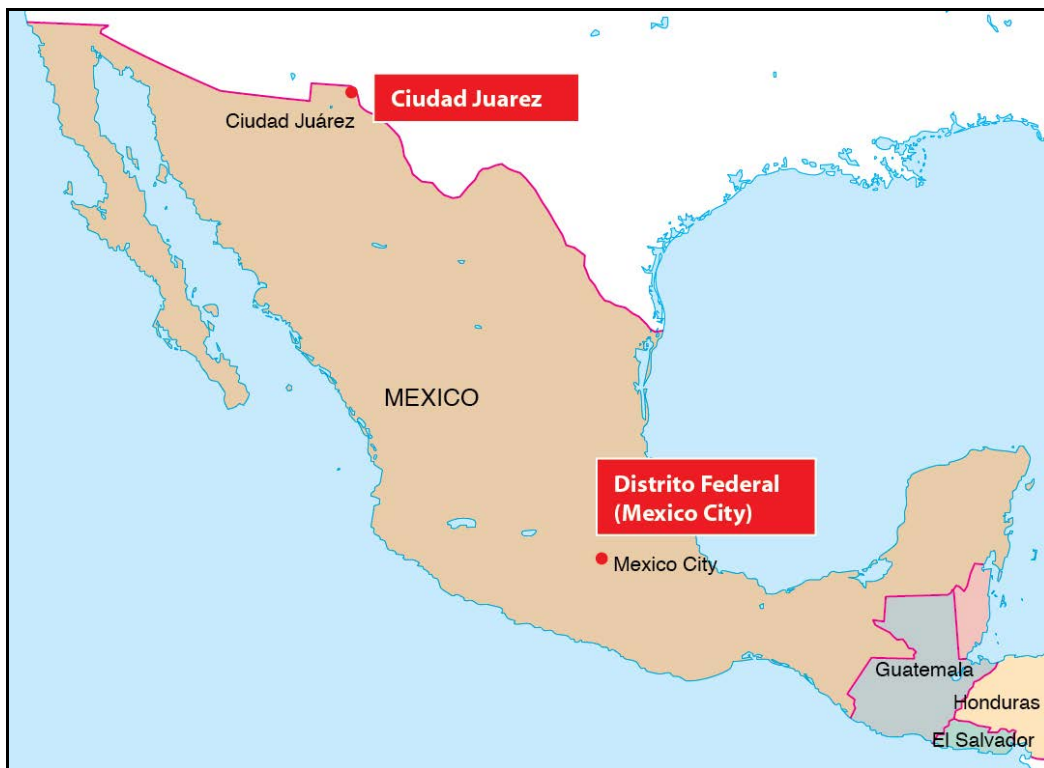 Ciudad Juarez
Ciudad Juárez
MEXICO
Distrito Federal
(Mexico City)
Mexico City
Guatemala
Honduras
El Salvador